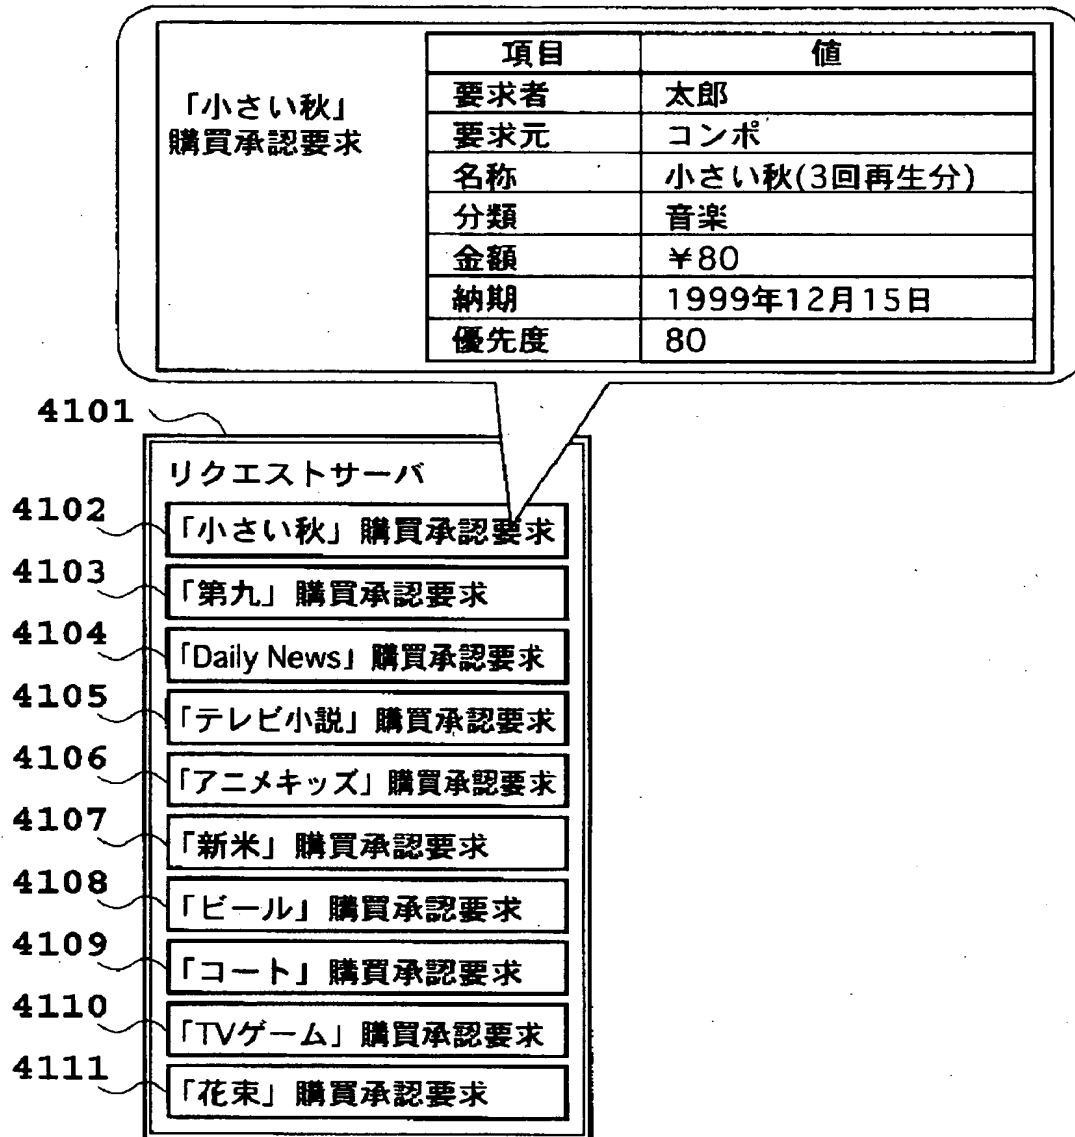 「小さい秋」
購買承認要求
項目 値
要求者 太郎
要求元 コンポ
名称 小さい秋(3回再生分)
分類 音楽
金額 ¥80
納期 1999年12月15日
優先度 80
4101
リクエストサーバ
4102 「小さい秋」購買承認要求
4103 「第九」購買承認要求
4104 「Daily News」購買承認要求
4105 「テレビ小説」購買承認要求
4106 「アニメキッズ」購買承認要求
4107 「新米」購買承認要求
4108 「ビール」購買承認要求
4109 「コート」購買承認要求
4110 「TVゲーム」購買承認要求
4111 「花束」購買承認要求